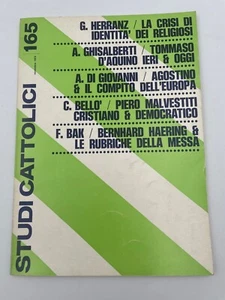 165
STUDI CATTOLICI
G. HERRANZ / LA CRISI DI
IDENTITA' DEI RELIGIOSI
A. GHISALBERTI / TOMMASO
D'AQUINO IERI & OGGI
A. DI GIOVANNI / AGOSTINO
& IL COMPITO DELL'EUROPA
C. BELLO' / PIERO MALVESTITI
CRISTIANO & DEMOCRATICO
F. BAK / BERNHARD HAERING &
LE RUBRICHE DELLA MESSA